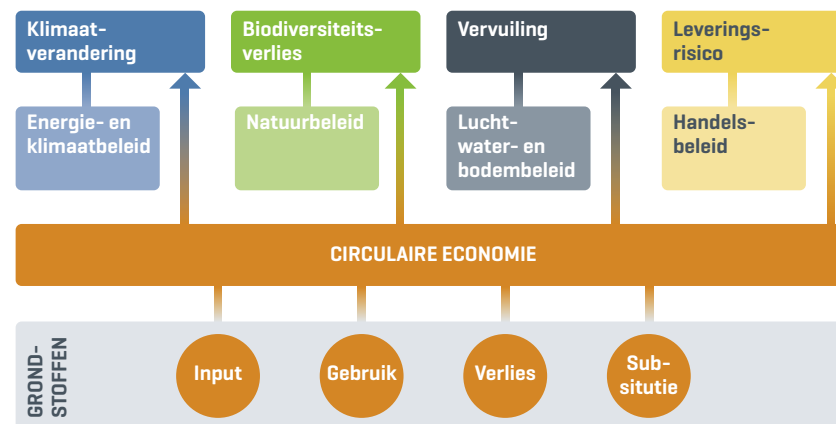 Klimaat-
verandering
Biodiversiteits-
verlies
Vervuiling
Leverings-
risico
Energie- en
klimaatbeleid
Natuurbeleid
Lucht-
water- en
bodembeleid
Handels-
beleid
CIRCULAIRE ECONOMIE
GROND-
STOFFEN
Input
Gebruik
Verlies
Sub-
situtie